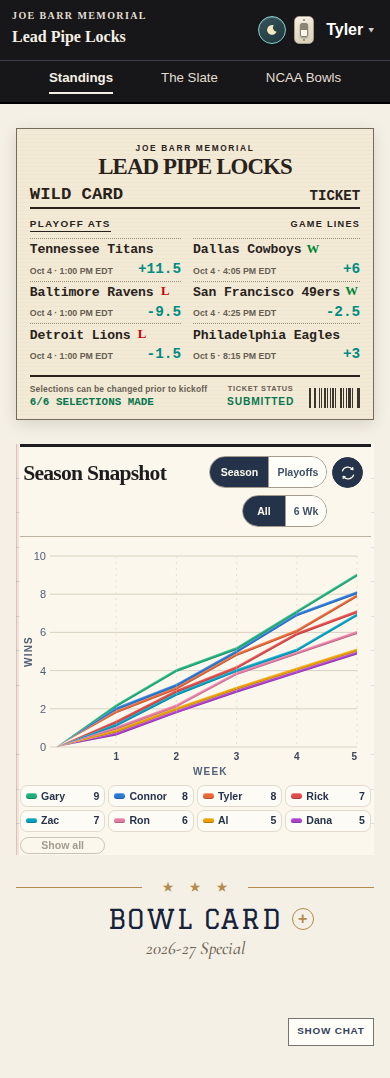 JOE BARR MEMORIAL
Lead Pipe Locks
Tyler
Standings The Slate NCAA Bowls
JOE BARR MEMORIAL
LEAD PIPE LOCKS
WILD CARD TICKET
PLAYOFF ATS GAME LINES
Tennessee Titans Dallas Cowboys W
Oct 4 · 1:00 PM EDT +11.5 Oct 4 · 4:05 PM EDT +6
Baltimore Ravens L San Francisco 49ers W
Oct 4 · 1:00 PM EDT -9.5 Oct 4 · 4:25 PM EDT -2.5
Detroit Lions L Philadelphia Eagles
Oct 4 · 1:00 PM EDT -1.5 Oct 5 · 8:15 PM EDT +3
Selections can be changed prior to kickoff TICKET STATUS
6/6 SELECTIONS MADE SUBMITTED
Season Snapshot Season Playoffs
All 6 Wk
10
8
6
4
2
0
WINS
1 2 3 4 5
WEEK
Gary 9 Connor 8 Tyler 8 Rick 7
Zac 7 Ron 6 Al 5 Dana 5
Show all
★ ★ ★
BOWL CARD +
2026-27 Special
SHOW CHAT